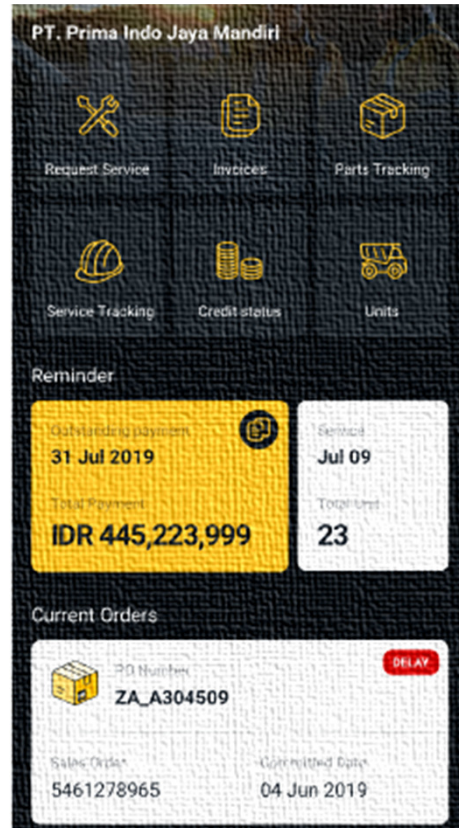 PT. Prima Indo Jaya Mandiri
Request Service
Invoices
Parts Tracking
Service Tracking
Credit status
Units
Reminder
Outstanding payment
31 Jul 2019
Total Payment
IDR 445,223,999
Service
Jul 09
Total Unit
23
Current Orders
DELAY
PO Number
ZA_A304509
Sales Order
5461278965
Committed Date
04 Jun 2019